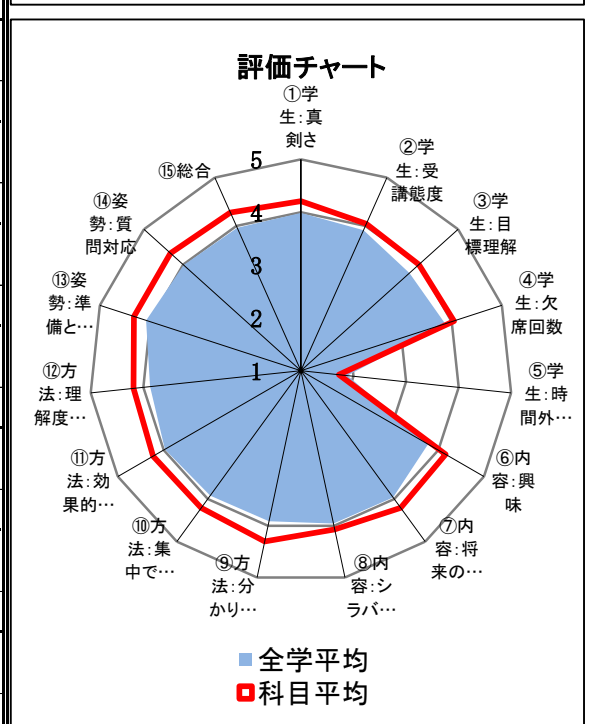 評価チャート
①学
生：真
剣さ
②学
生：受
講態度
③学
生：目
標理解
④学
生：欠
席回数
⑤学
生：時
間外…
⑥内
容：興
味
⑦内
容：将
来の…
⑧内
容：シ
ラバ…
⑨方
法：分
かり…
⑩方
法：集
中で…
⑪方
法：効
果的…
⑫方
法：理
解度…
⑬姿
勢：準
備と…
⑭姿
勢：質
問対応
⑮総合
5
4
3
2
1
全学平均
科目平均